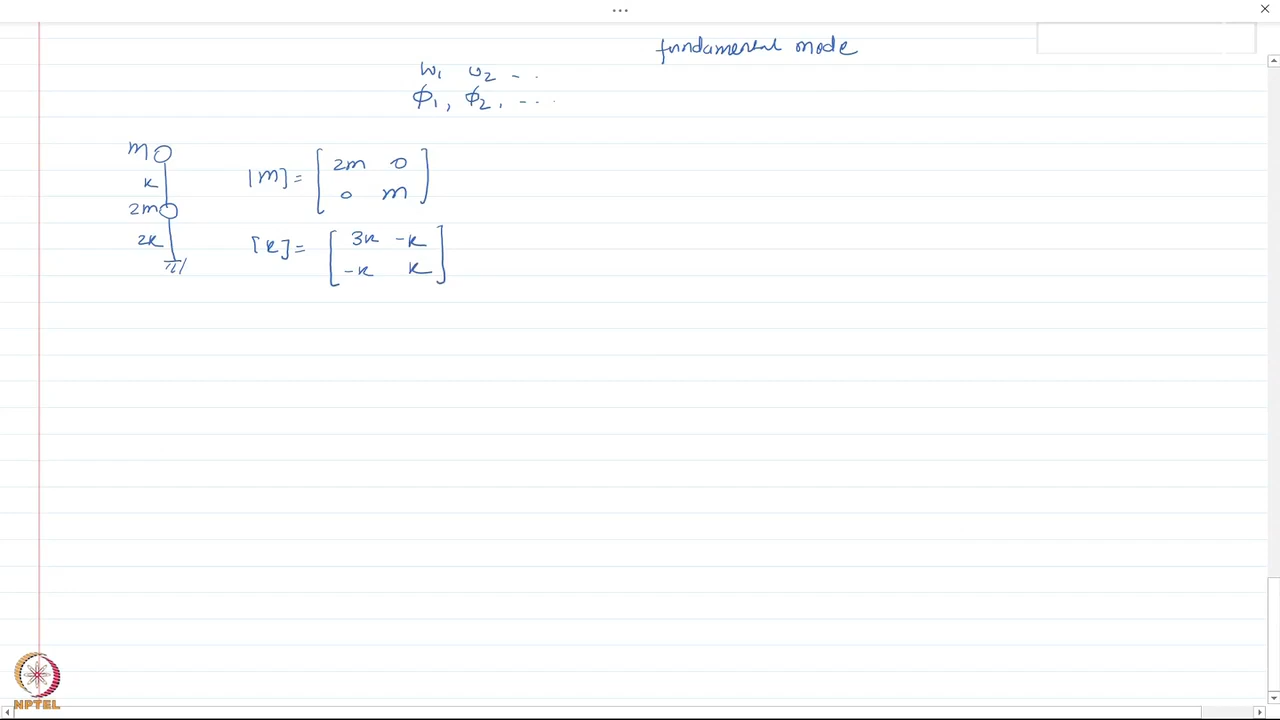 fundamental mode
ω1 ω2 - ..
ϕ1, ϕ2, - ...
m
k
2m
2k
[m] = [ 2m 0
0 m ]
[k] = [ 3k -k
-k k ]
NPTEL